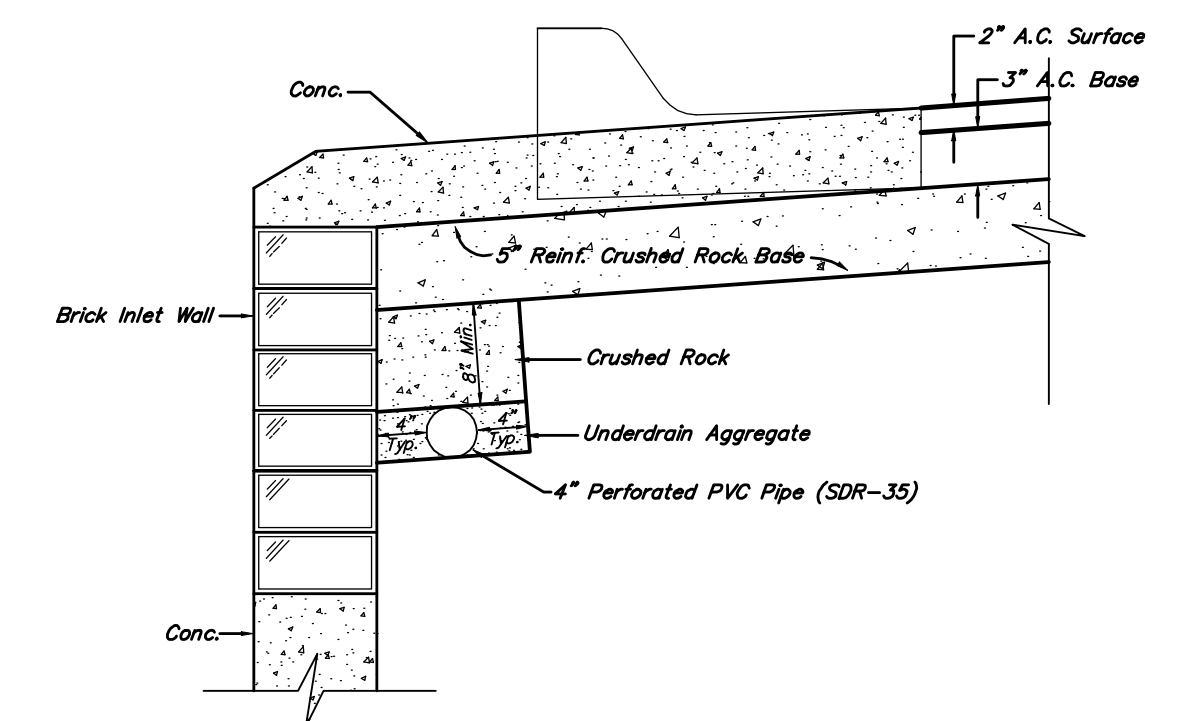 2" A.C. Surface
Conc.
3" A.C. Base
5" Reinf. Crushed Rock Base
Brick Inlet Wall
8" Min.
Crushed Rock
4" Typ.
4" Typ.
Underdrain Aggregate
4" Perforated PVC Pipe (SDR-35)
Conc.